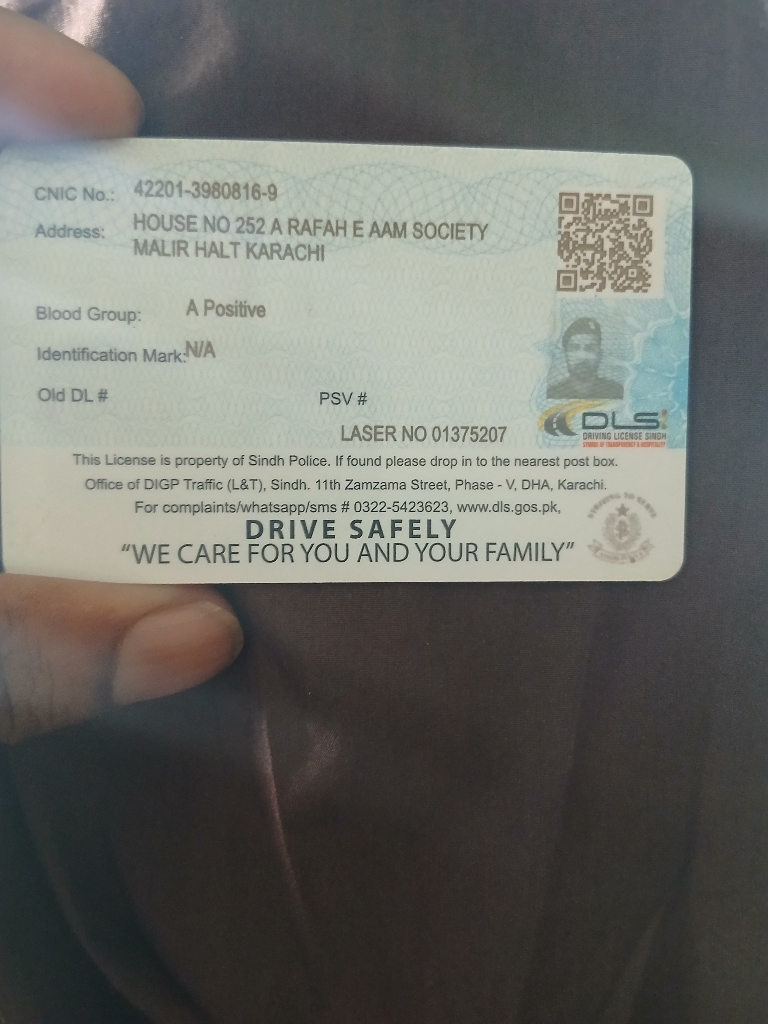 CNIC No.: 42201-3980816-9
Address: HOUSE NO 252 A RAFAH E AAM SOCIETY
MALIR HALT KARACHI
Blood Group: A Positive
Identification Mark: N/A
Old DL #
PSV #
LASER NO 01375207
DLS
DRIVING LICENSE SINDH
This License is property of Sindh Police. If found please drop in to the nearest post box.
Office of DIGP Traffic (L&T), Sindh. 11th Zamzama Street, Phase - V, DHA, Karachi.
For complaints/whatsapp/sms # 0322-5423623, www.dls.gos.pk,
DRIVE SAFELY
“WE CARE FOR YOU AND YOUR FAMILY”